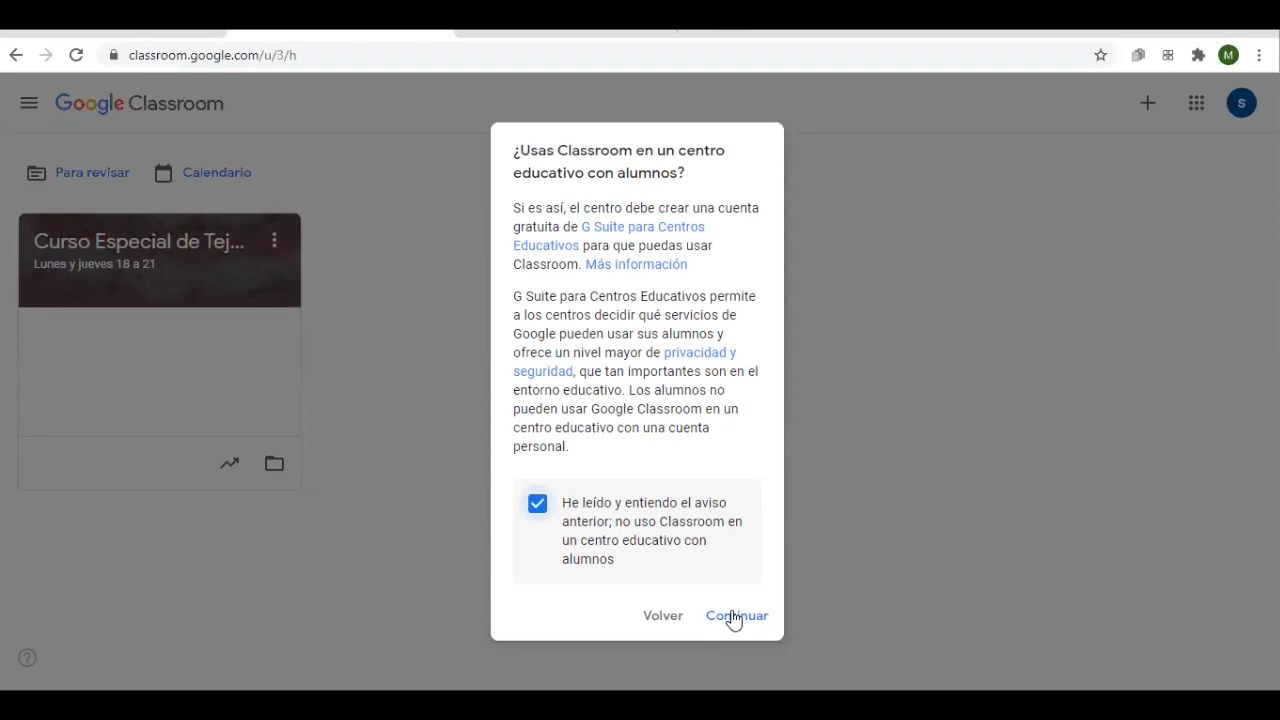 classroom.google.com/u/3/h
M
Google Classroom
S
Para revisar
Calendario
Curso Especial de Tej...
Lunes y jueves 18 a 21
¿Usas Classroom en un centro
educativo con alumnos?
Si es así, el centro debe crear una cuenta
gratuita de G Suite para Centros
Educativos para que puedas usar
Classroom. Más información
G Suite para Centros Educativos permite
a los centros decidir qué servicios de
Google pueden usar sus alumnos y
ofrece un nivel mayor de privacidad y
seguridad, que tan importantes son en el
entorno educativo. Los alumnos no
pueden usar Google Classroom en un
centro educativo con una cuenta
personal.
He leído y entiendo el aviso
anterior; no uso Classroom en
un centro educativo con
alumnos
Volver
Continuar